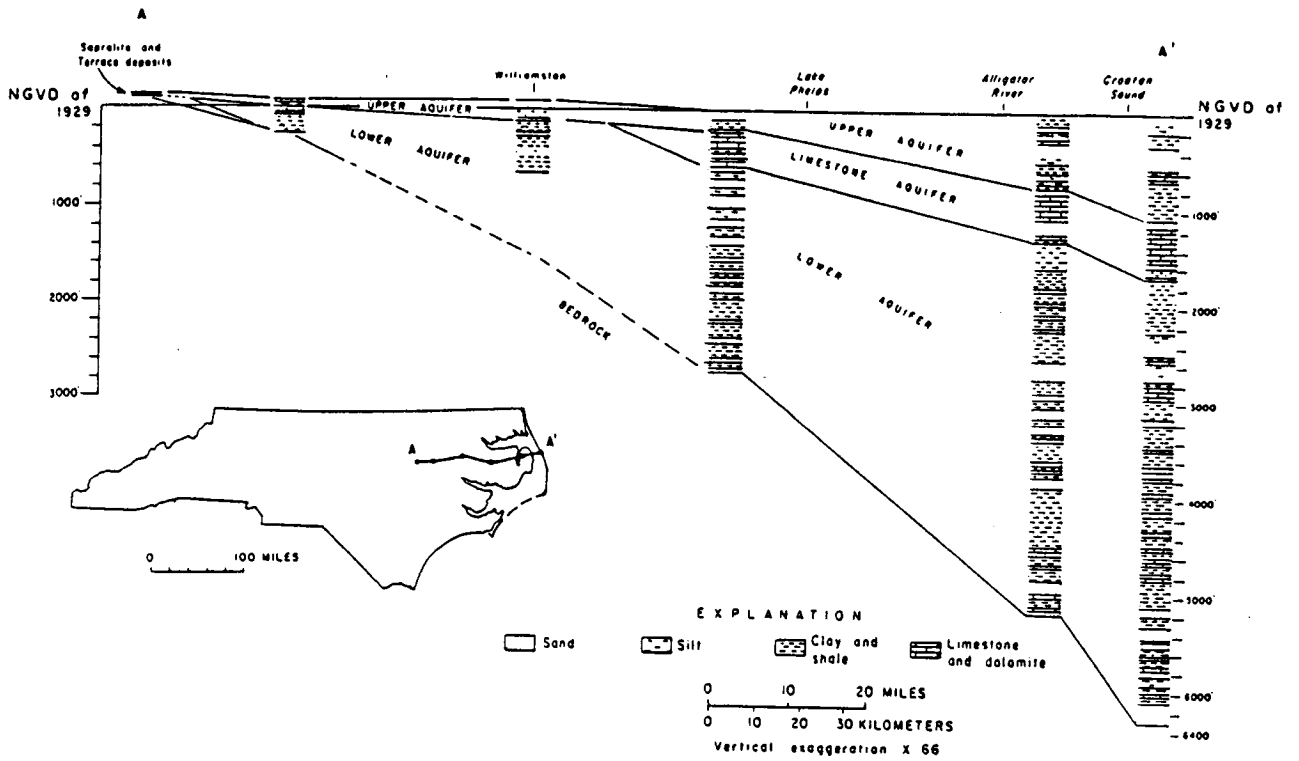 A
A'
Saprolite and
Terrace deposits
Williamston
Lake
Phelps
Alligator
River
Croatan
Sound
NGVD of
1929
NGVD of
1929
UPPER AQUIFER
LOWER AQUIFER
UPPER AQUIFER
LIMESTONE AQUIFER
LOWER AQUIFER
BEDROCK
1000'
2000'
3000'
1000'
2000'
3000'
4000'
5000'
6000'
6400
A
A'
0 100 MILES
EXPLANATION
Sand
Silt
Clay and
shale
Limestone
and dolomite
0 10 20 MILES
0 10 20 30 KILOMETERS
Vertical exaggeration X 66